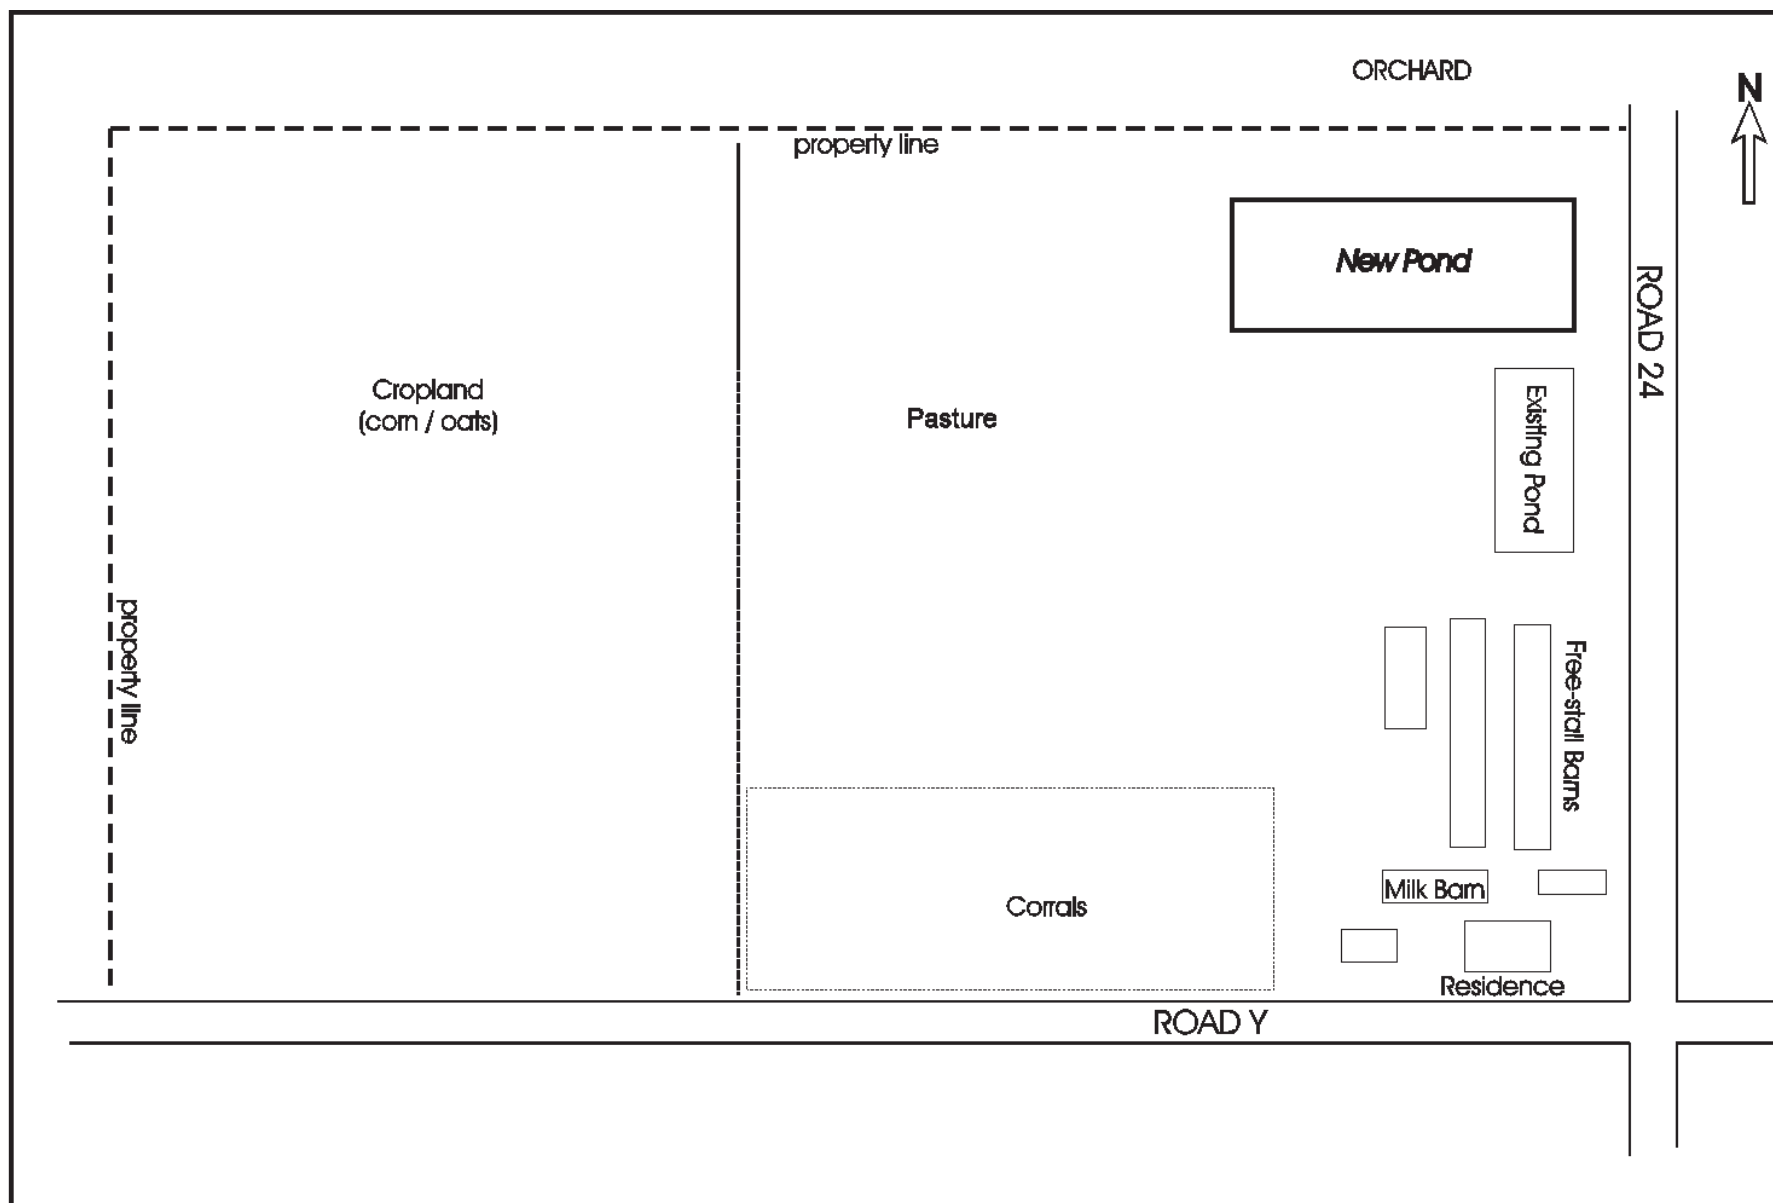 ORCHARD
N
property line
New Pond
ROAD 24
Cropland
(corn / oats)
Pasture
Existing Pond
property line
Free-stall Barns
Milk Barn
Corrals
Residence
ROAD Y